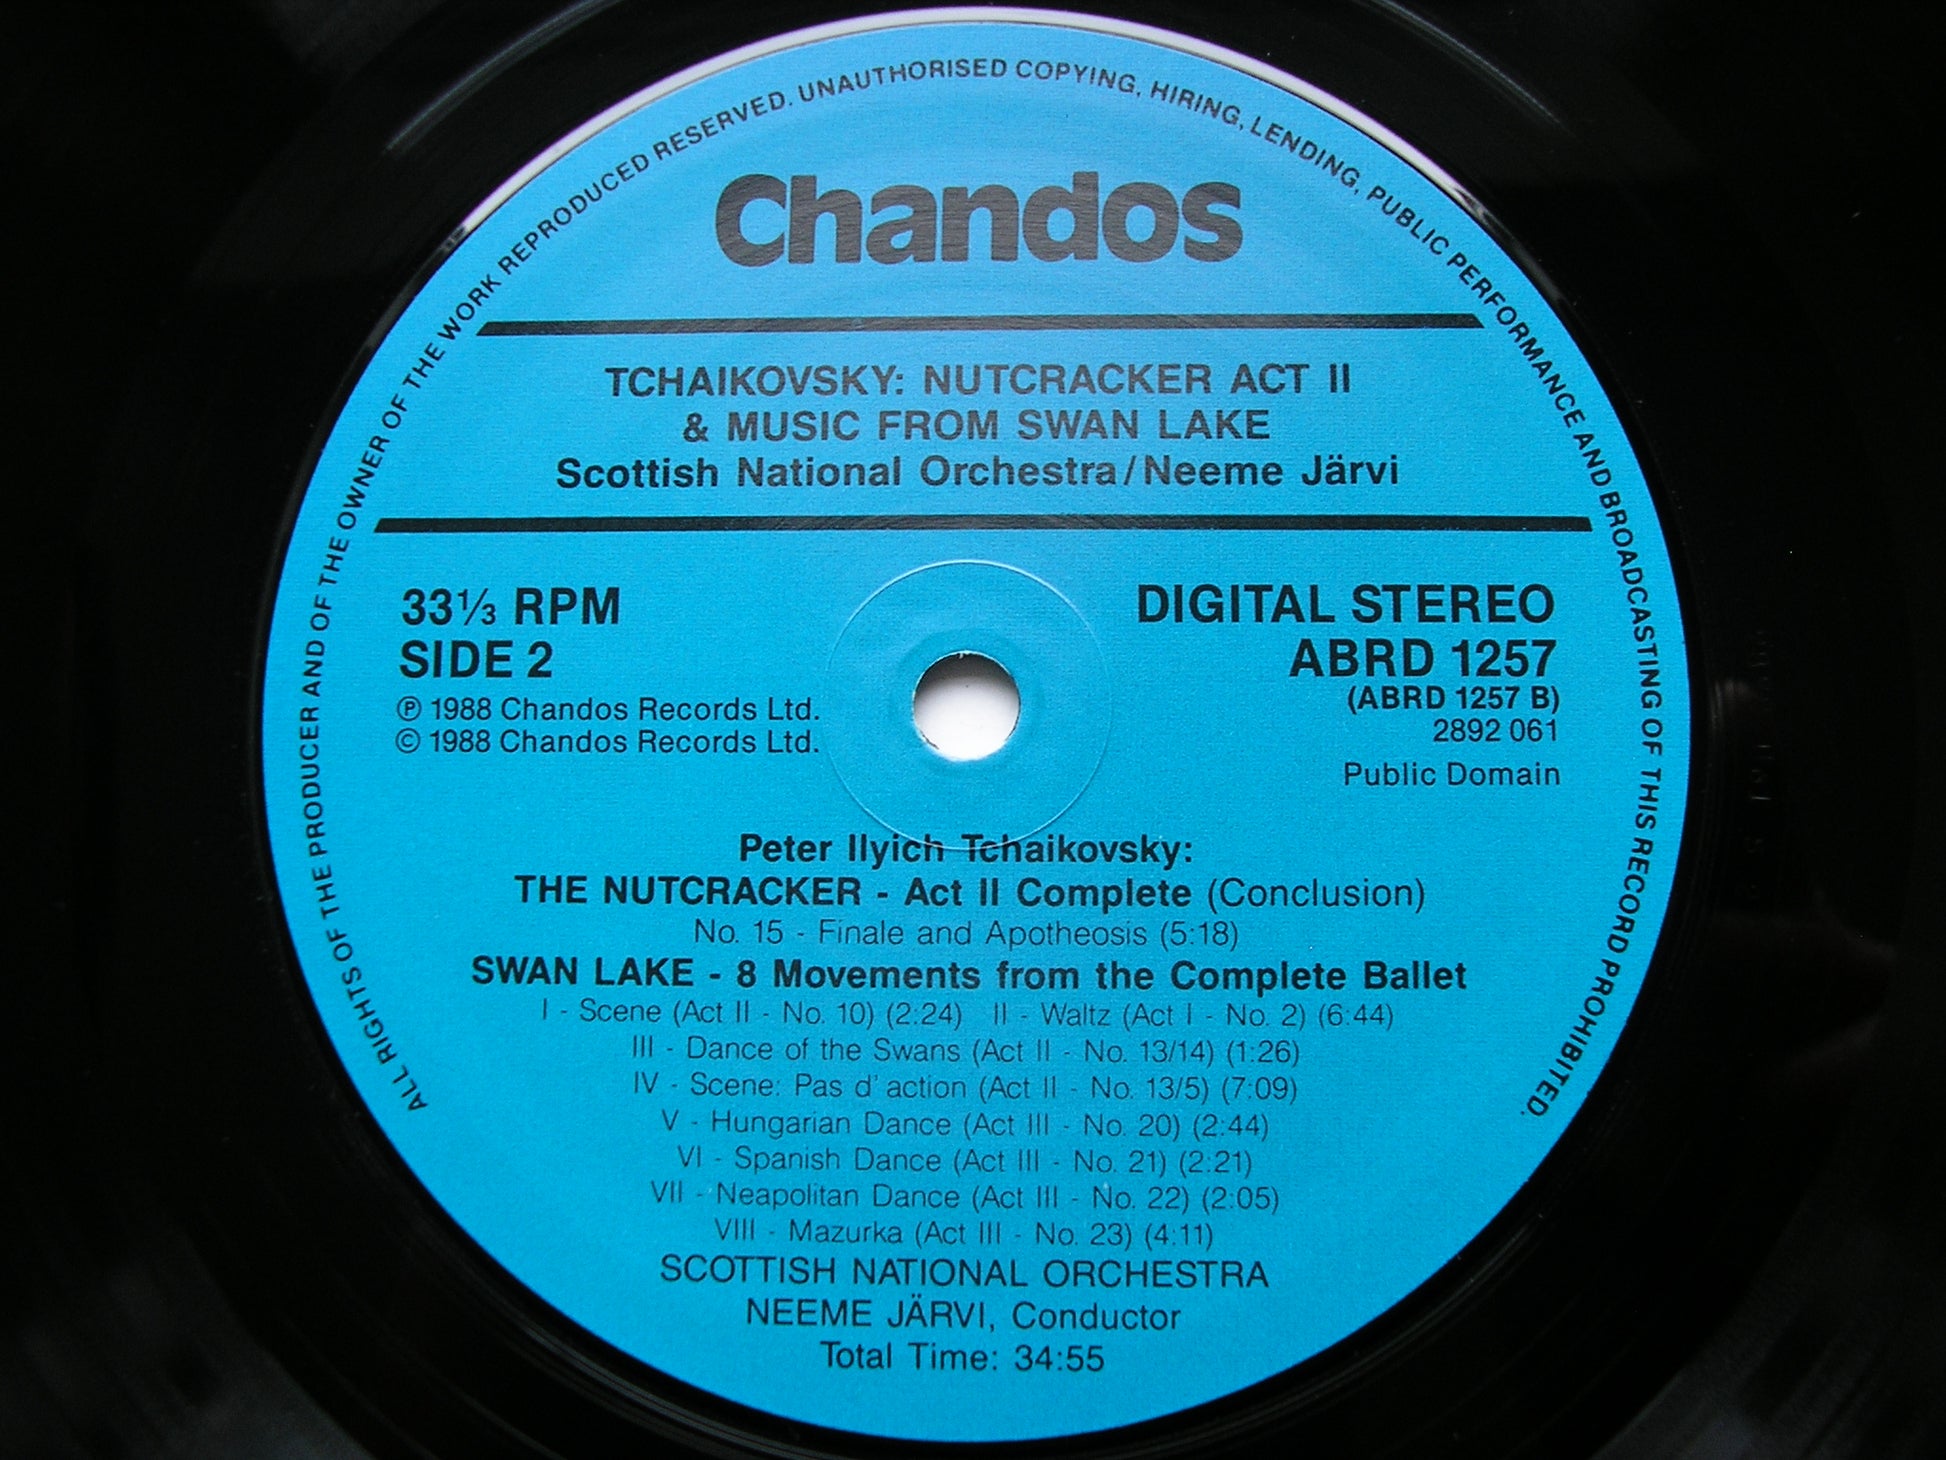 ALL RIGHTS OF THE PRODUCER AND OF THE OWNER OF THE WORK REPRODUCED RESERVED. UNAUTHORISED COPYING, HIRING, LENDING, PUBLIC PERFORMANCE AND BROADCASTING OF THIS RECORD PROHIBITED.
Chandos
TCHAIKOVSKY: NUTCRACKER ACT II
& MUSIC FROM SWAN LAKE
Scottish National Orchestra/Neeme Järvi
33⅓ RPM
SIDE 2
℗ 1988 Chandos Records Ltd.
© 1988 Chandos Records Ltd.
DIGITAL STEREO
ABRD 1257
(ABRD 1257 B)
2892 061
Public Domain
Peter Ilyich Tchaikovsky:
THE NUTCRACKER - Act II Complete (Conclusion)
No. 15 - Finale and Apotheosis (5:18)
SWAN LAKE - 8 Movements from the Complete Ballet
I - Scene (Act II - No. 10) (2:24) II - Waltz (Act I - No. 2) (6:44)
III - Dance of the Swans (Act II - No. 13/14) (1:26)
IV - Scene: Pas d'action (Act II - No. 13/5) (7:09)
V - Hungarian Dance (Act III - No. 20) (2:44)
VI - Spanish Dance (Act III - No. 21) (2:21)
VII - Neapolitan Dance (Act III - No. 22) (2:05)
VIII - Mazurka (Act III - No. 23) (4:11)
SCOTTISH NATIONAL ORCHESTRA
NEEME JÄRVI, Conductor
Total Time: 34:55